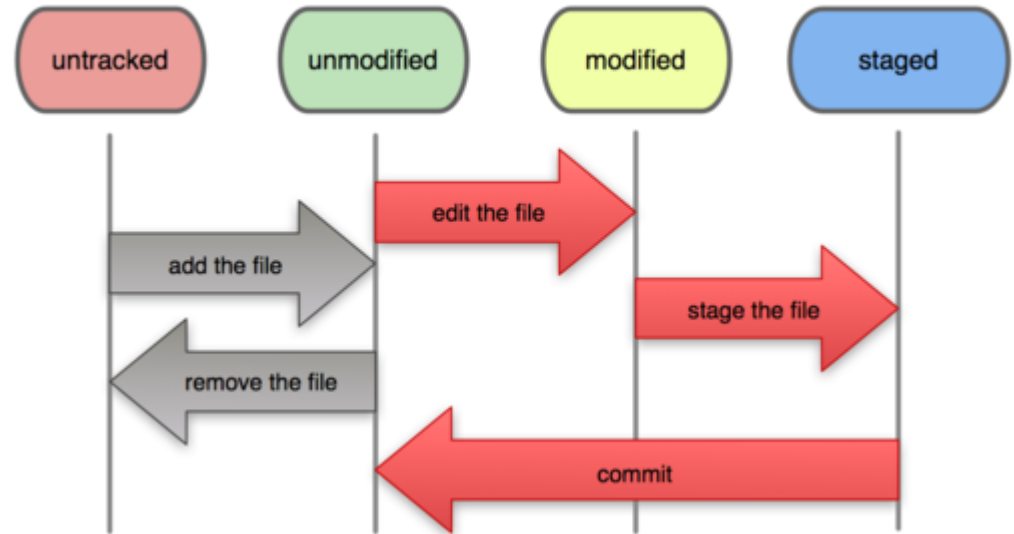 untracked
unmodified
modified
staged
edit the file
add the file
stage the file
remove the file
commit